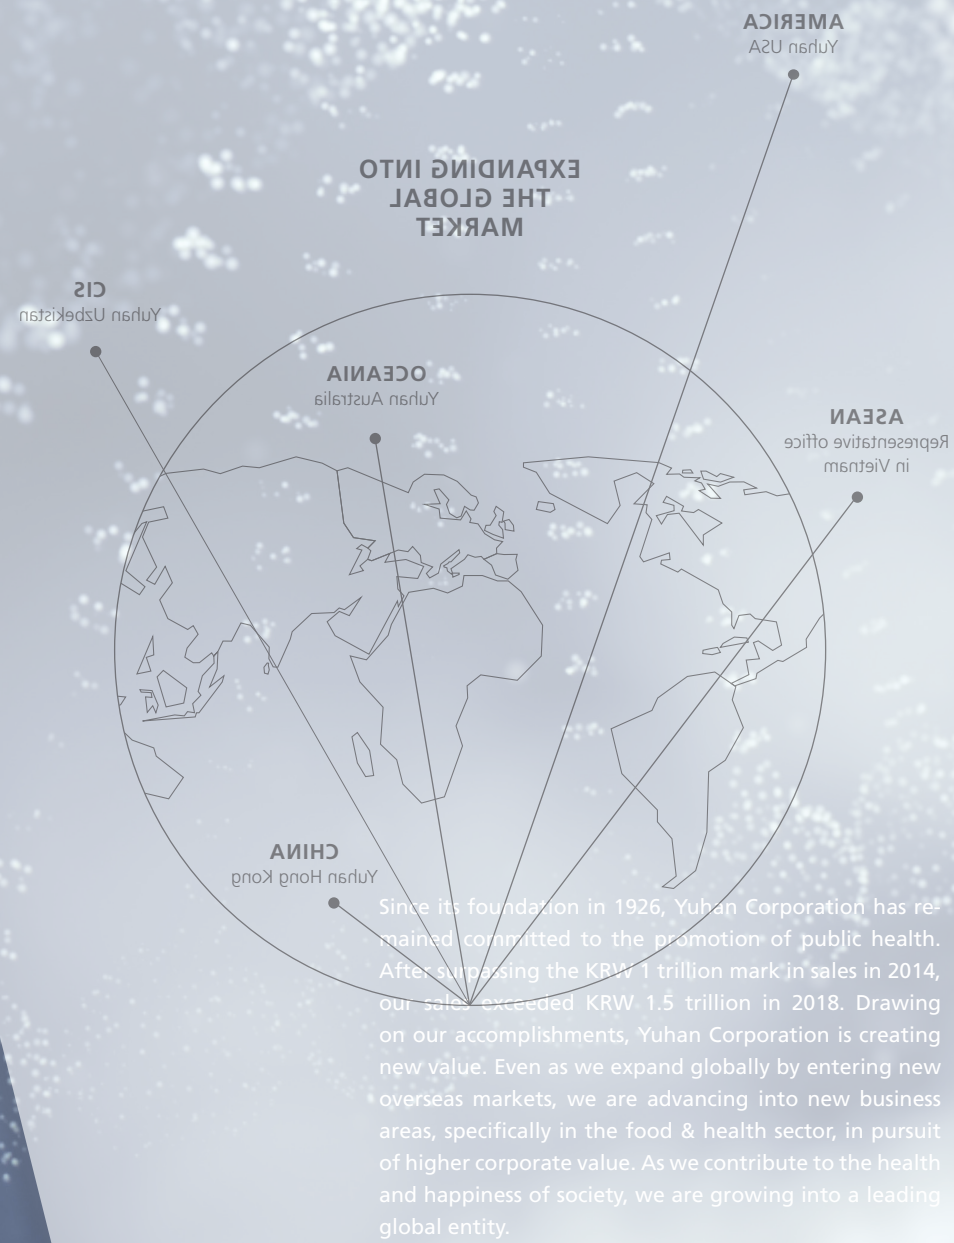 AMERICA
Yuhan USA
EXPANDING INTO
THE GLOBAL
MARKET
CIS
Yuhan Uzbekistan
OCEANIA
Yuhan Australia
ASEAN
Representative office
in Vietnam
CHINA
Yuhan Hong Kong
Since its foundation in 1926, Yuhan Corporation has re-
mained committed to the promotion of public health.
After surpassing the KRW 1 trillion mark in sales in 2014,
our sales exceeded KRW 1.5 trillion in 2018. Drawing
on our accomplishments, Yuhan Corporation is creating
new value. Even as we expand globally by entering new
overseas markets, we are advancing into new business
areas, specifically in the food & health sector, in pursuit
of higher corporate value. As we contribute to the health
and happiness of society, we are growing into a leading
global entity.